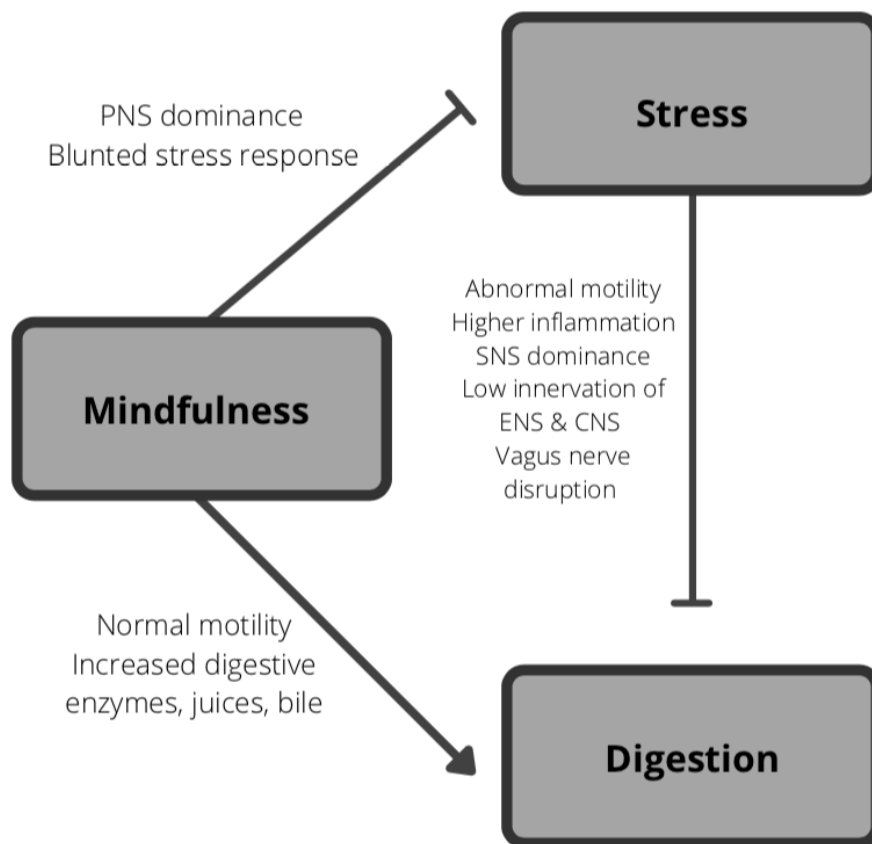 Stress
PNS dominance
Blunted stress response
Abnormal motility
Higher inflammation
SNS dominance
Low innervation of
ENS & CNS
Vagus nerve
disruption
Mindfulness
Normal motility
Increased digestive
enzymes, juices, bile
Digestion